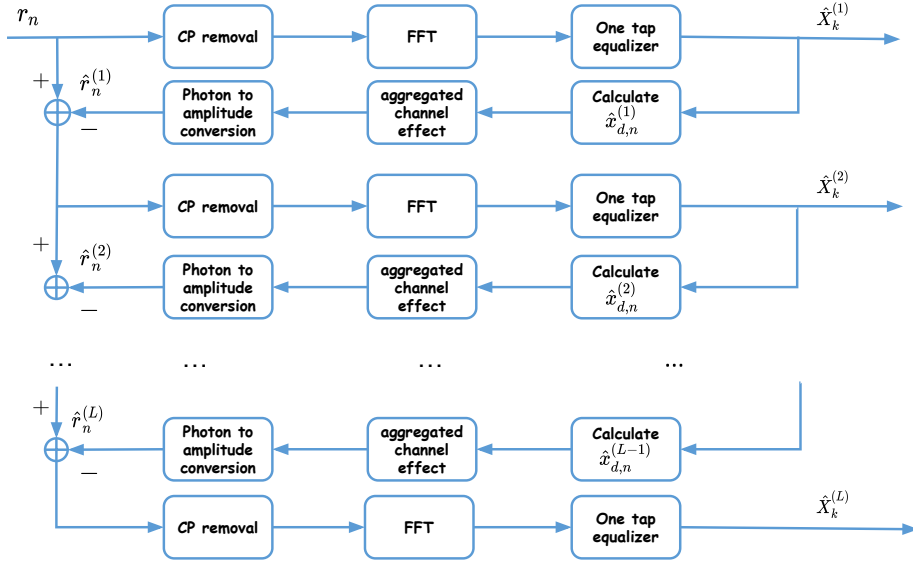 $r_n$
CP removal
FFT
One tap
equalizer
$\hat{X}_k^{(1)}$
+
$\hat{r}_n^{(1)}$
−
Photon to
amplitude
conversion
aggregated
channel
effect
Calculate
$\hat{x}_{d,n}^{(1)}$
CP removal
FFT
One tap
equalizer
$\hat{X}_k^{(2)}$
+
$\hat{r}_n^{(2)}$
−
Photon to
amplitude
conversion
aggregated
channel
effect
Calculate
$\hat{x}_{d,n}^{(2)}$
... ... ... ...
+
$\hat{r}_n^{(L)}$
−
Photon to
amplitude
conversion
aggregated
channel
effect
Calculate
$\hat{x}_{d,n}^{(L-1)}$
CP removal
FFT
One tap
equalizer
$\hat{X}_k^{(L)}$